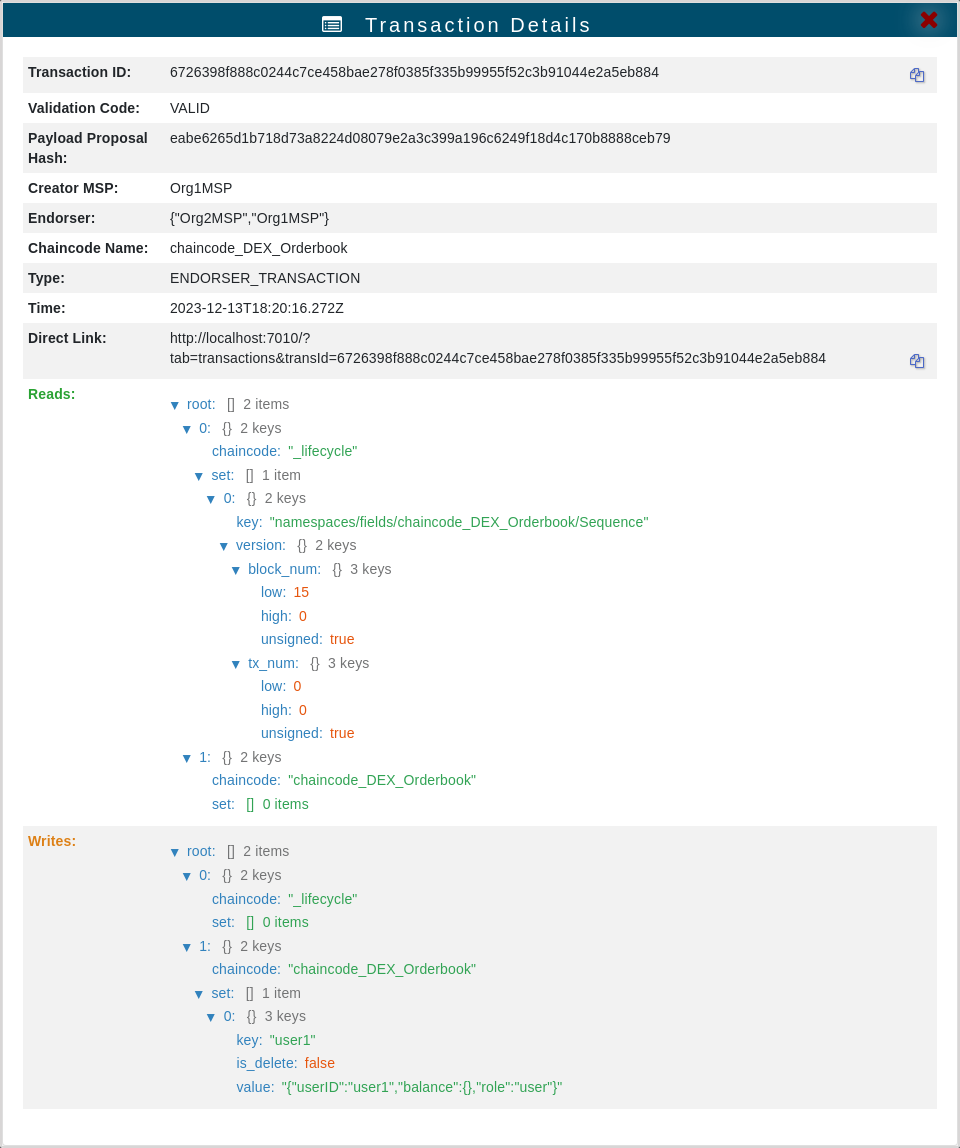 Transaction Details
Transaction ID: 6726398f888c0244c7ce458bae278f0385f335b99955f52c3b91044e2a5eb884
Validation Code: VALID
Payload Proposal Hash: eabe6265d1b718d73a8224d08079e2a3c399a196c6249f18d4c170b8888ceb79
Creator MSP: Org1MSP
Endorser: {"Org2MSP","Org1MSP"}
Chaincode Name: chaincode_DEX_Orderbook
Type: ENDORSER_TRANSACTION
Time: 2023-12-13T18:20:16.272Z
Direct Link: http://localhost:7010/?
tab=transactions&transId=6726398f888c0244c7ce458bae278f0385f335b99955f52c3b91044e2a5eb884
Reads:
▼ root: [] 2 items
▼ 0: {} 2 keys
chaincode: "_lifecycle"
▼ set: [] 1 item
▼ 0: {} 2 keys
key: "namespaces/fields/chaincode_DEX_Orderbook/Sequence"
▼ version: {} 2 keys
▼ block_num: {} 3 keys
low: 15
high: 0
unsigned: true
▼ tx_num: {} 3 keys
low: 0
high: 0
unsigned: true
▼ 1: {} 2 keys
chaincode: "chaincode_DEX_Orderbook"
set: [] 0 items
Writes:
▼ root: [] 2 items
▼ 0: {} 2 keys
chaincode: "_lifecycle"
set: [] 0 items
▼ 1: {} 2 keys
chaincode: "chaincode_DEX_Orderbook"
▼ set: [] 1 item
▼ 0: {} 3 keys
key: "user1"
is_delete: false
value: "{"userID":"user1","balance":{},"role":"user"}"